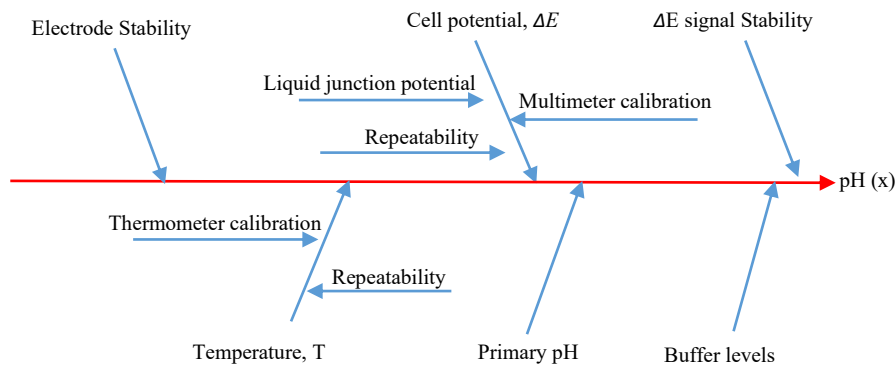 Electrode Stability
Cell potential, ΔE
ΔE signal Stability
Liquid junction potential
Multimeter calibration
Repeatability
pH (x)
Thermometer calibration
Repeatability
Temperature, T
Primary pH
Buffer levels